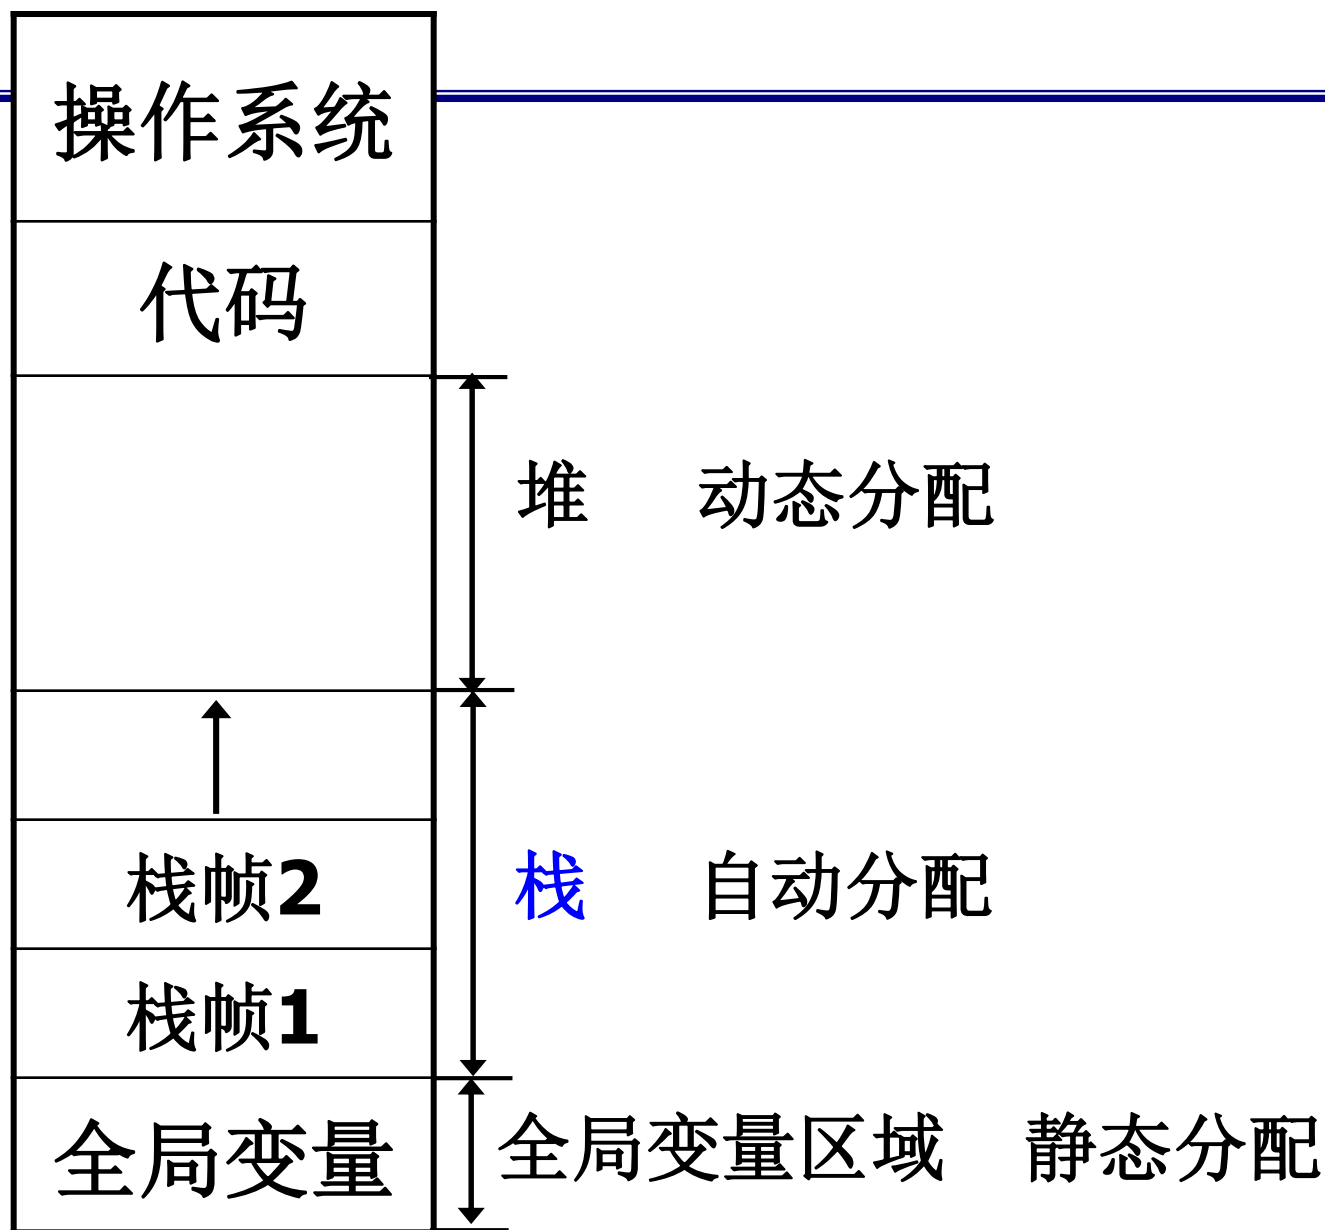 操作系统
代码
堆 动态分配
栈帧2
栈 自动分配
栈帧1
全局变量
全局变量区域 静态分配